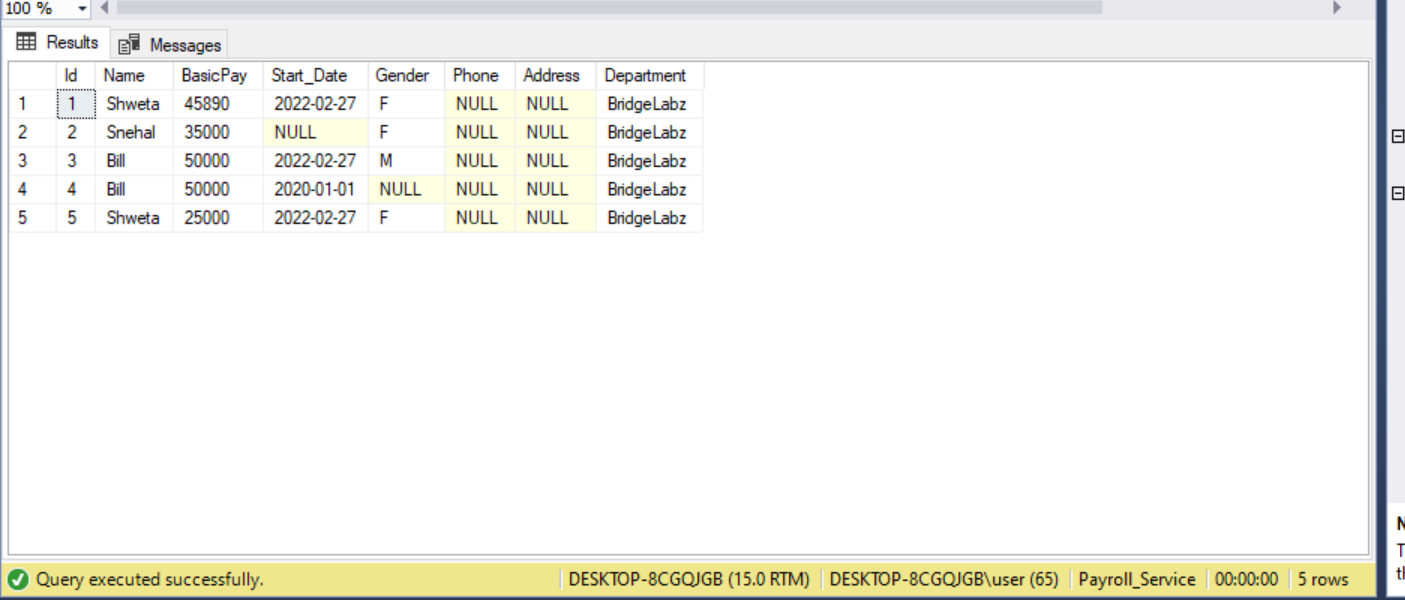 100 %
Results Messages
Id Name BasicPay Start_Date Gender Phone Address Department
1 1 Shweta 45890 2022-02-27 F NULL NULL BridgeLabz
2 2 Snehal 35000 NULL F NULL NULL BridgeLabz
3 3 Bill 50000 2022-02-27 M NULL NULL BridgeLabz
4 4 Bill 50000 2020-01-01 NULL NULL NULL BridgeLabz
5 5 Shweta 25000 2022-02-27 F NULL NULL BridgeLabz
Query executed successfully. DESKTOP-8CGQJGB (15.0 RTM) DESKTOP-8CGQJGB\user (65) Payroll_Service 00:00:00 5 rows